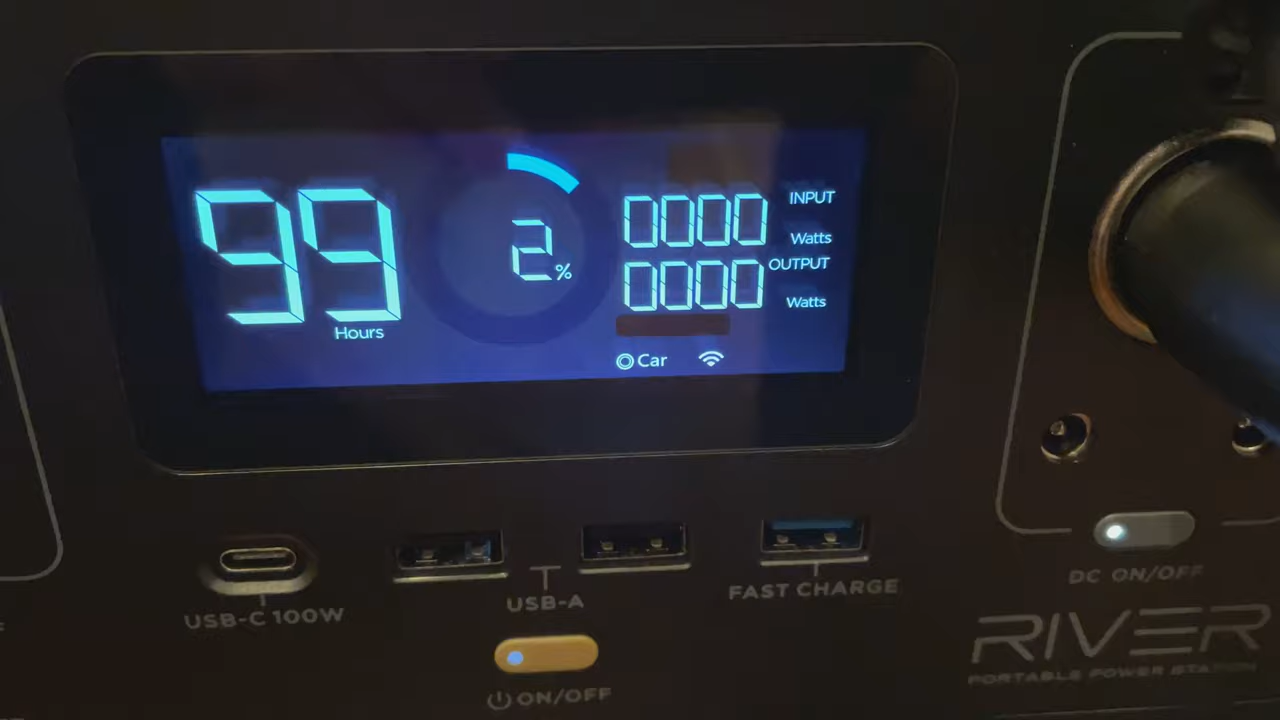 99
Hours
2%
0000 INPUT
Watts
0000 OUTPUT
Watts
Car
USB-C 100W
USB-A
FAST CHARGE
DC ON/OFF
ON/OFF
RIVER
PORTABLE POWER STATION